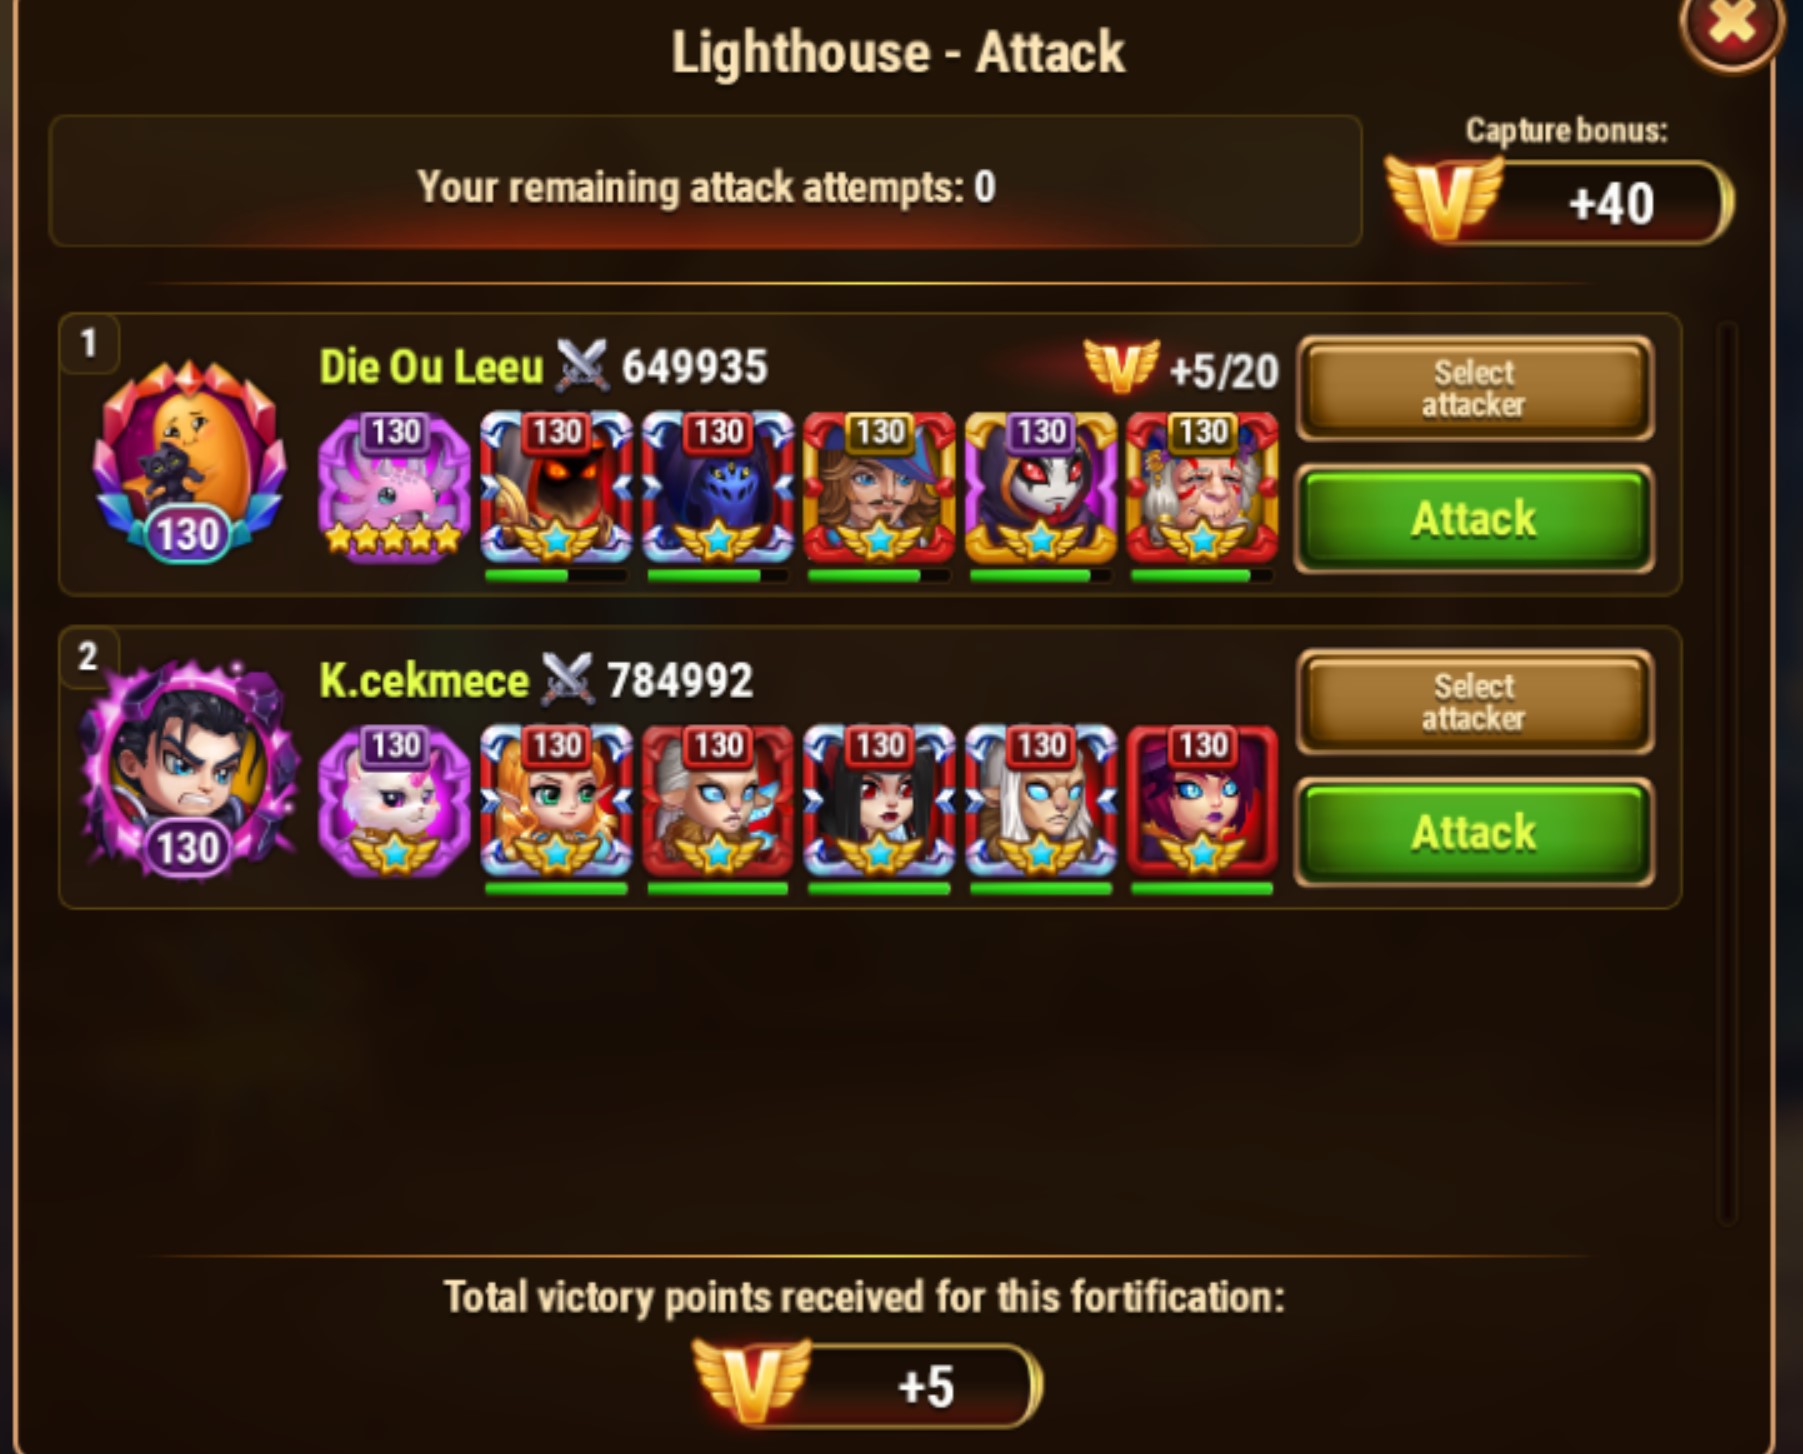 Lighthouse - Attack
Capture bonus:
Your remaining attack attempts: 0
V +40
1
Die Ou Leeu 649935
V +5/20
Select
attacker
130 130 130 130 130 130
130
Attack
2
K.cekmece 784992
Select
attacker
130 130 130 130 130 130
130
Attack
Total victory points received for this fortification:
V +5